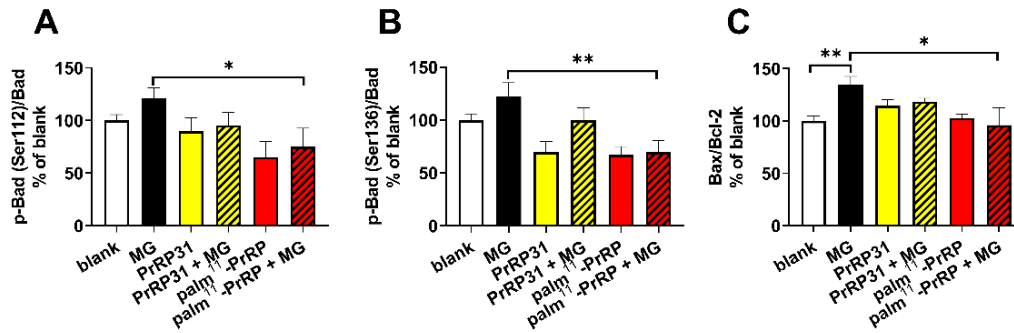 A
p-Bad (Ser112)/Bad
% of blank
150
100
50
0
*
blank
MG
PrRP31
PrRP31 + MG
palm¹¹-PrRP
palm¹¹-PrRP + MG
B
p-Bad (Ser136)/Bad
% of blank
150
100
50
0
**
blank
MG
PrRP31
PrRP31 + MG
palm¹¹-PrRP
palm¹¹-PrRP + MG
C
Bax/Bcl-2
% of blank
150
100
50
0
**
*
blank
MG
PrRP31
PrRP31 + MG
palm¹¹-PrRP
palm¹¹-PrRP + MG